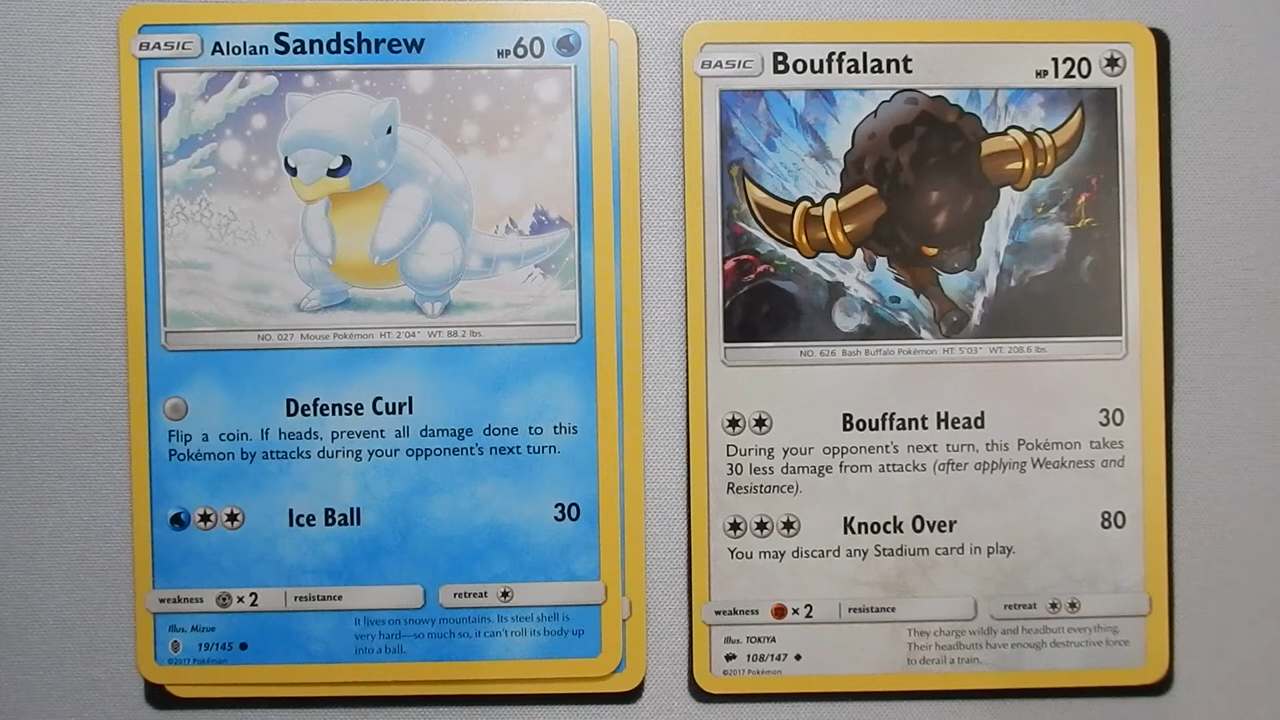 BASIC Alolan Sandshrew HP 60
NO. 027 Mouse Pokémon HT: 2'04" WT: 88.2 lbs.
Defense Curl
Flip a coin. If heads, prevent all damage done to this
Pokémon by attacks during your opponent's next turn.
Ice Ball 30
weakness × 2 resistance retreat
Illus. Mizue
19/145
©2017 Pokémon
It lives on snowy mountains. Its steel shell is
very hard—so much so, it can't roll its body up
into a ball.
BASIC Bouffalant HP 120
NO. 626 Bash Buffalo Pokémon HT: 5'03" WT: 208.6 lbs.
Bouffant Head 30
During your opponent's next turn, this Pokémon takes
30 less damage from attacks (after applying Weakness and
Resistance).
Knock Over 80
You may discard any Stadium card in play.
weakness × 2 resistance retreat
Illus. TOKIYA
108/147
©2017 Pokémon
They charge wildly and headbutt everything.
Their headbutts have enough destructive force
to derail a train.